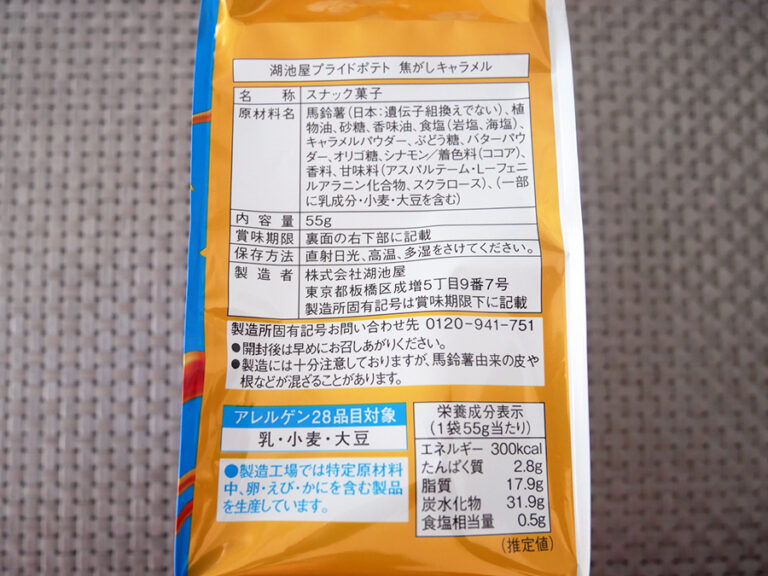 湖池屋プライドポテト 焦がしキャラメル
名称 スナック菓子
原材料名 馬鈴薯(日本:遺伝子組換えでない)、植
物油、砂糖、香味油、食塩(岩塩、海塩)、
キャラメルパウダー、ぶどう糖、バターパウ
ダー、オリゴ糖、シナモン/着色料(ココア)、
香料、甘味料(アスパルテーム・L-フェニ
ルアラニン化合物、スクラロース)、(一部
に乳成分・小麦・大豆を含む)
内容量 55g
賞味期限 裏面の右下部に記載
保存方法 直射日光、高温、多湿をさけてください。
製造者 株式会社湖池屋
東京都板橋区成増5丁目9番7号
製造所固有記号は賞味期限下に記載
製造所固有記号お問い合わせ先 0120-941-751
●開封後は早めにお召しあがりください。
●製造には十分注意しておりますが、馬鈴薯由来の皮や
根などが混ざることがあります。
アレルゲン28品目対象
乳・小麦・大豆
●製造工場では特定原材料
中、卵・えび・かにを含む製品
を生産しています。
栄養成分表示
(1袋55g当たり)
エネルギー 300kcal
たんぱく質 2.8g
脂質 17.9g
炭水化物 31.9g
食塩相当量 0.5g
(推定値)